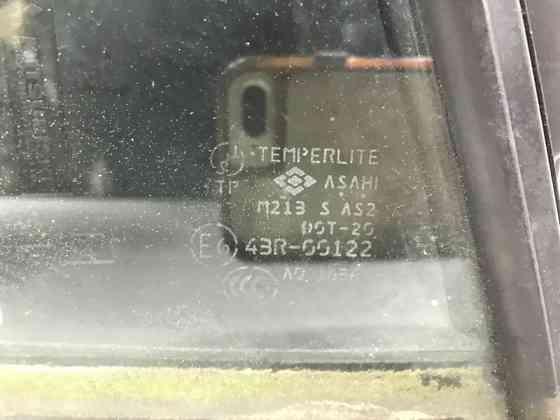 TEMPERLITE
TP ASAHI
M213 S AS2
DOT-20
E6 43R-00122